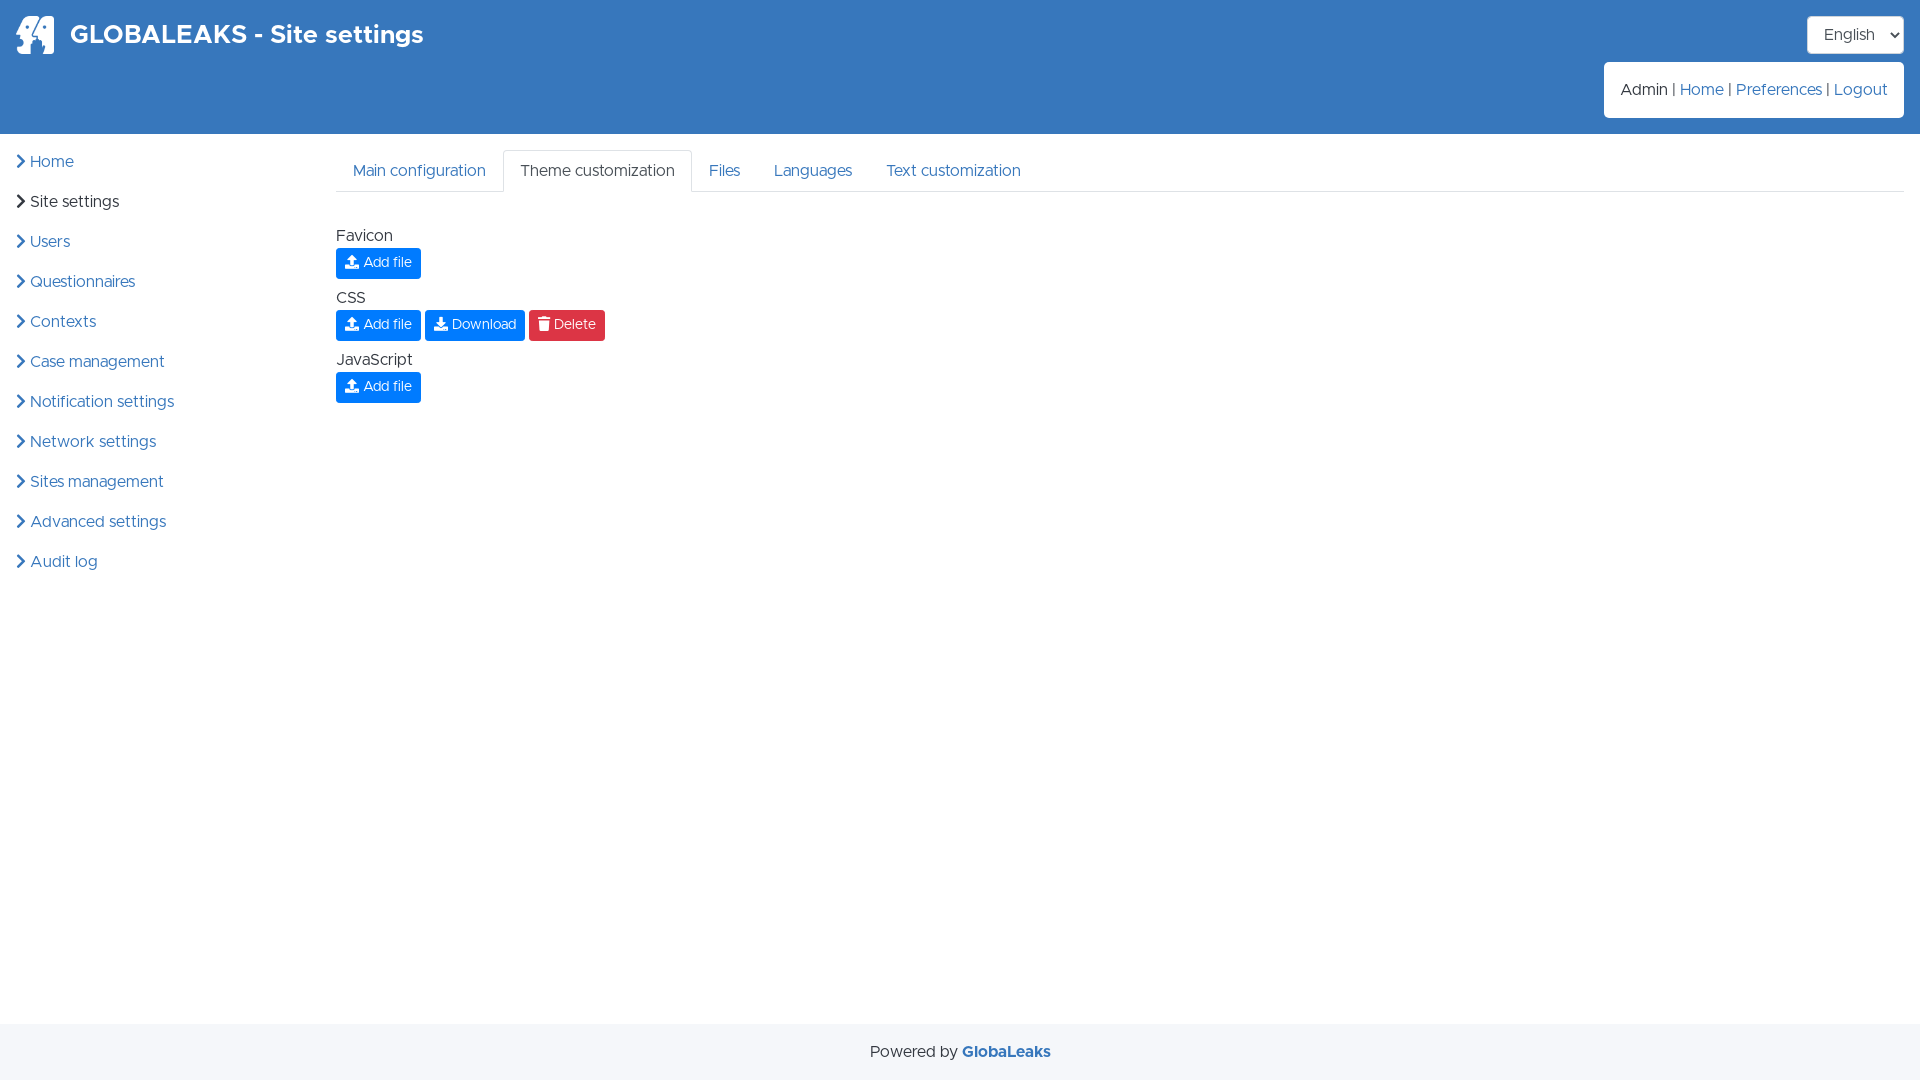 GLOBALEAKS - Site settings
English
Admin | Home | Preferences | Logout
Home
Site settings
Users
Questionnaires
Contexts
Case management
Notification settings
Network settings
Sites management
Advanced settings
Audit log
Main configuration
Theme customization
Files
Languages
Text customization
Favicon
Add file
CSS
Add file Download Delete
JavaScript
Add file
Powered by GlobaLeaks